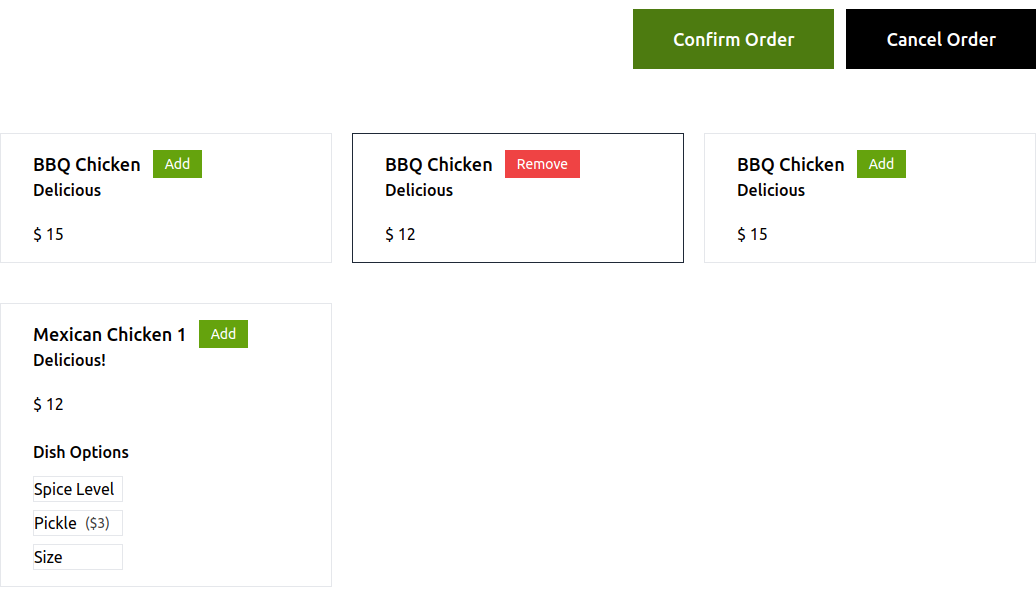 Confirm Order
Cancel Order
BBQ Chicken Add
Delicious
$ 15
BBQ Chicken Remove
Delicious
$ 12
BBQ Chicken Add
Delicious
$ 15
Mexican Chicken 1 Add
Delicious!
$ 12
Dish Options
Spice Level
Pickle ($3)
Size